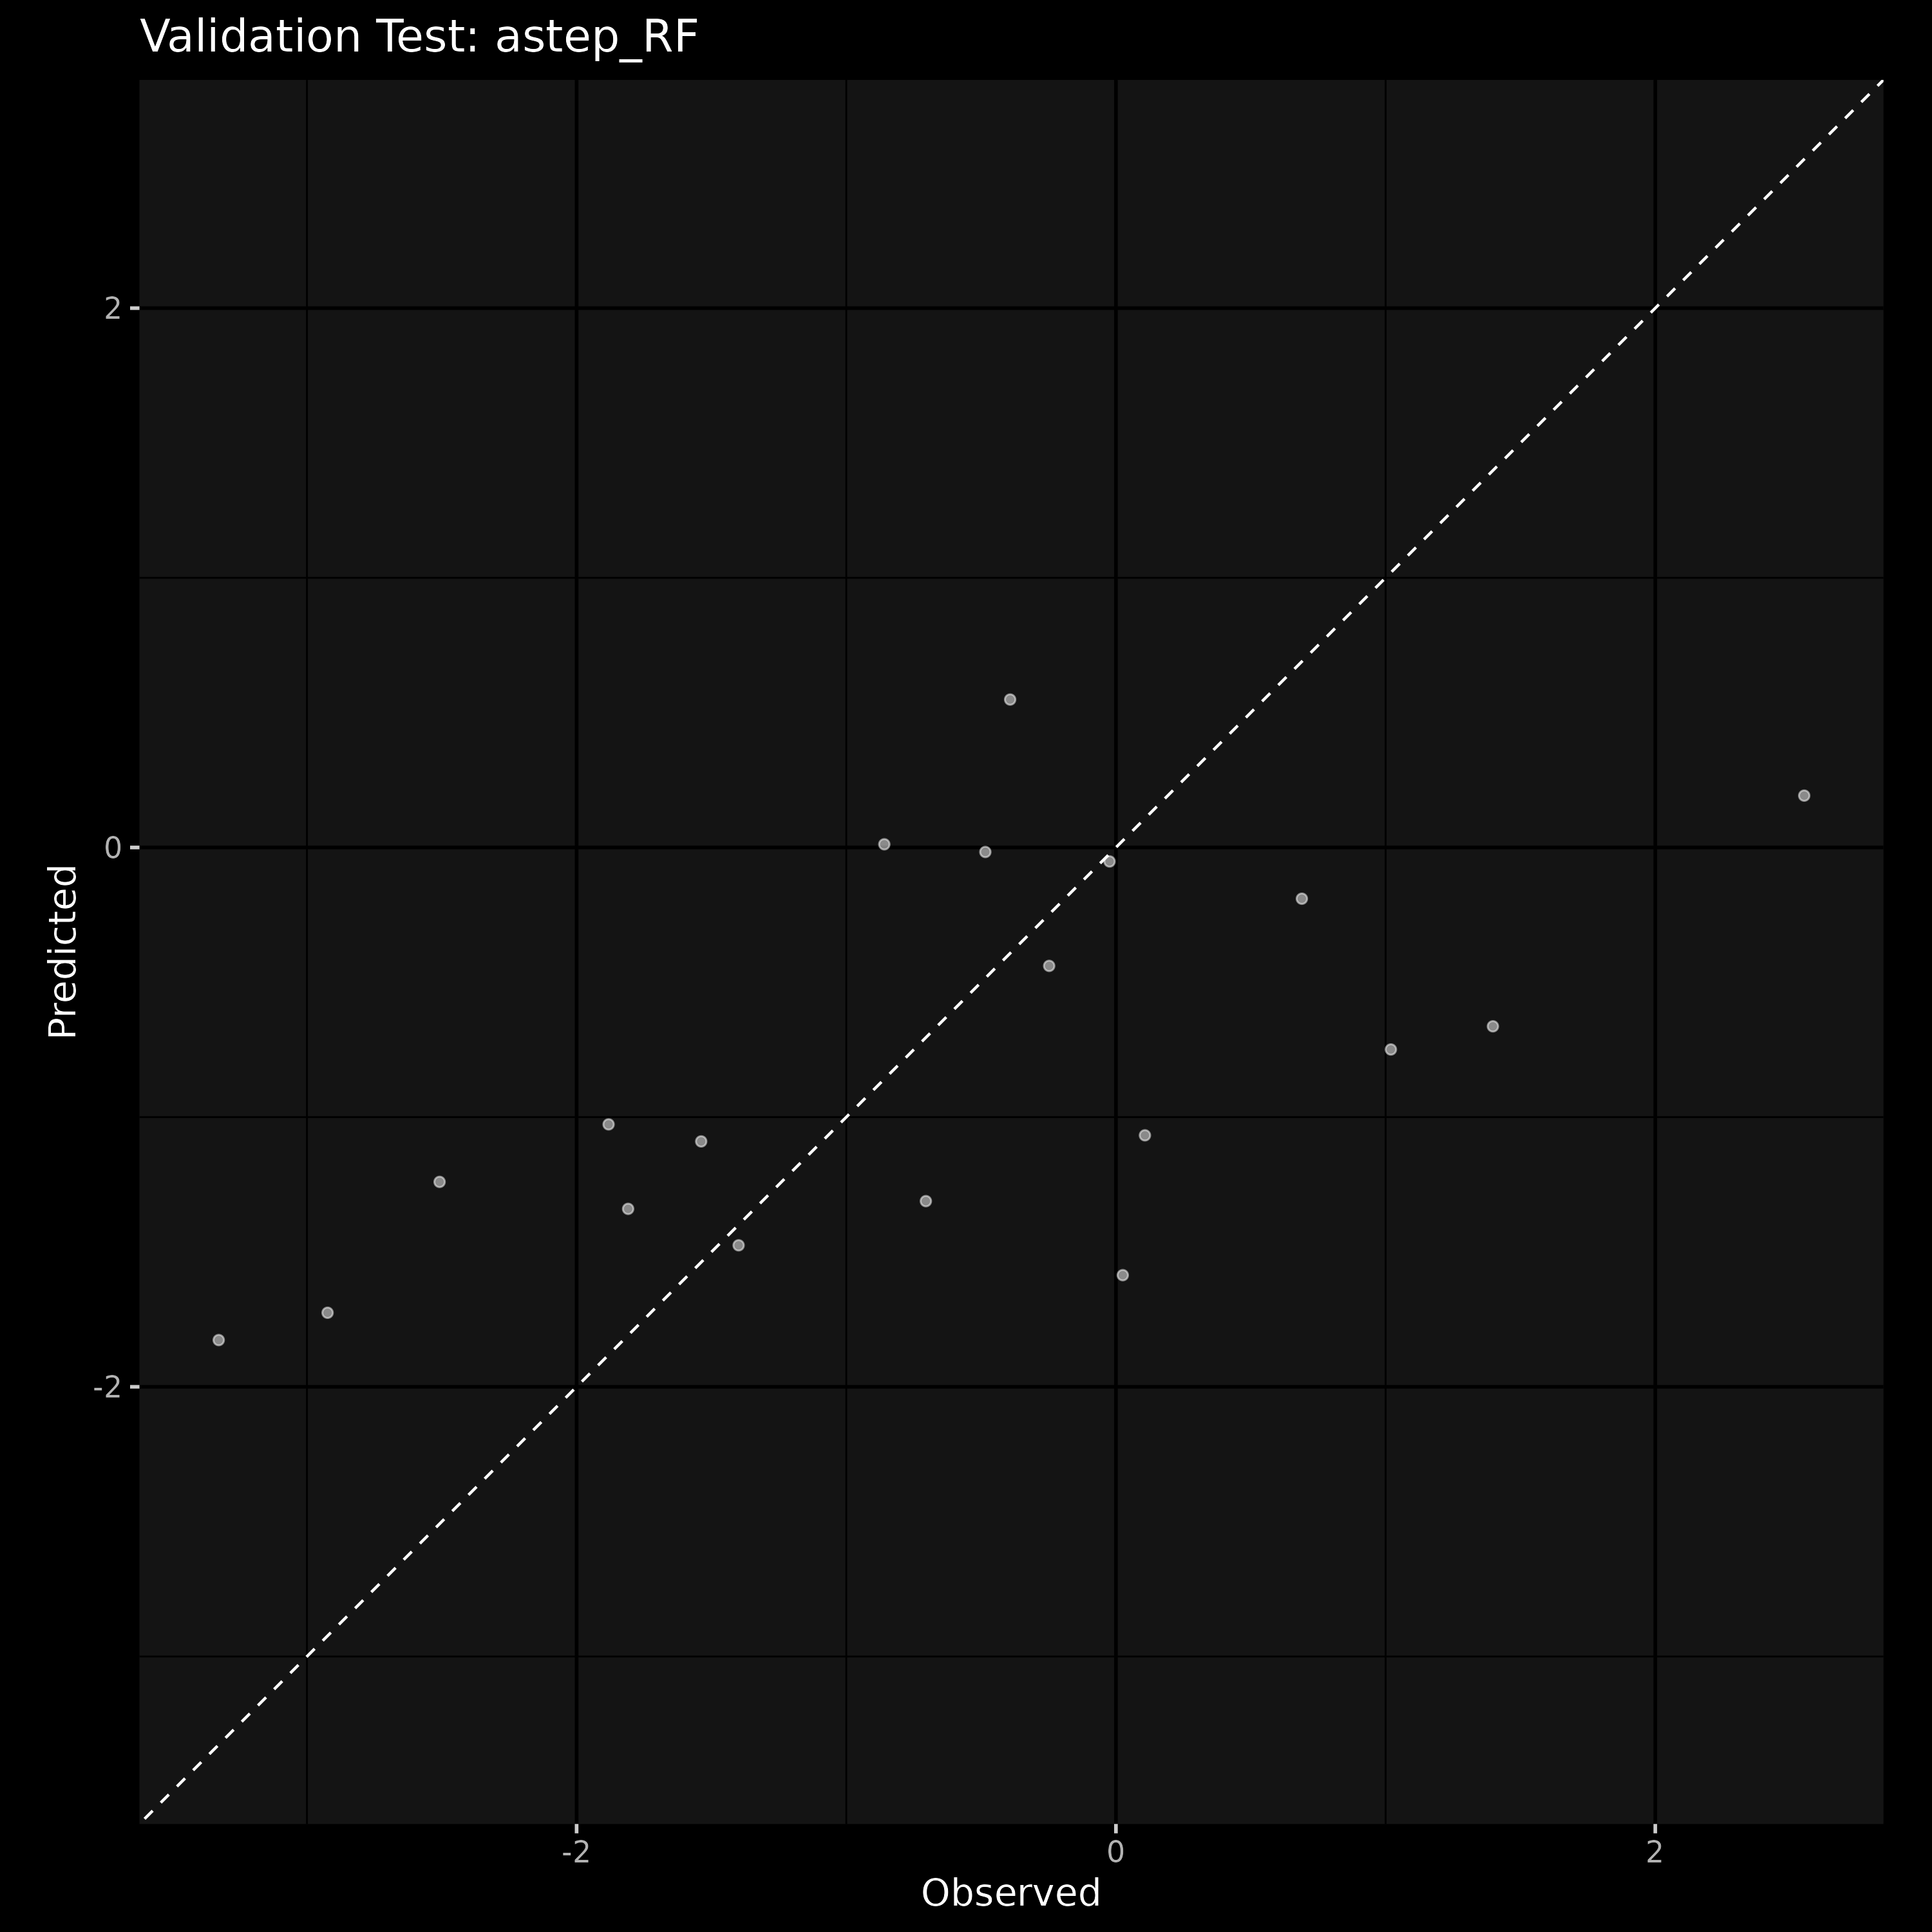 Validation Test: astep_RF
2
0
-2
Predicted
-2
0
2
Observed